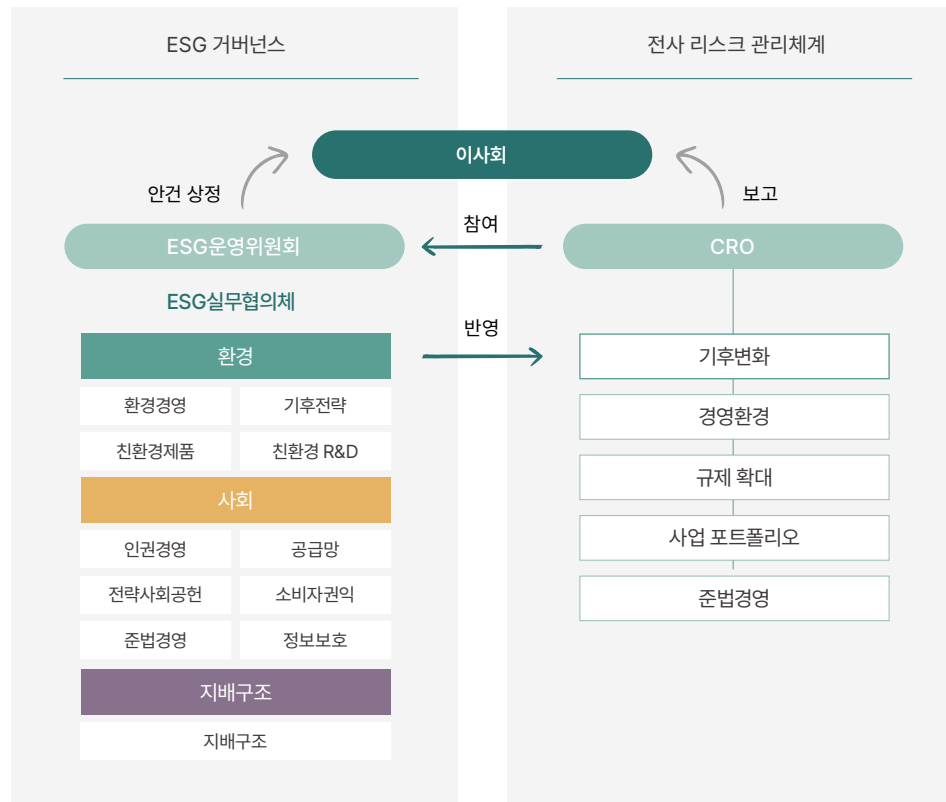 ESG 거버넌스
전사 리스크 관리체계
이사회
안건 상정
보고
ESG운영위원회
참여
CRO
ESG실무협의체
반영
환경
환경경영
기후전략
친환경제품
친환경 R&D
사회
인권경영
공급망
전략사회공헌
소비자권익
준법경영
정보보호
지배구조
지배구조
기후변화
경영환경
규제 확대
사업 포트폴리오
준법경영